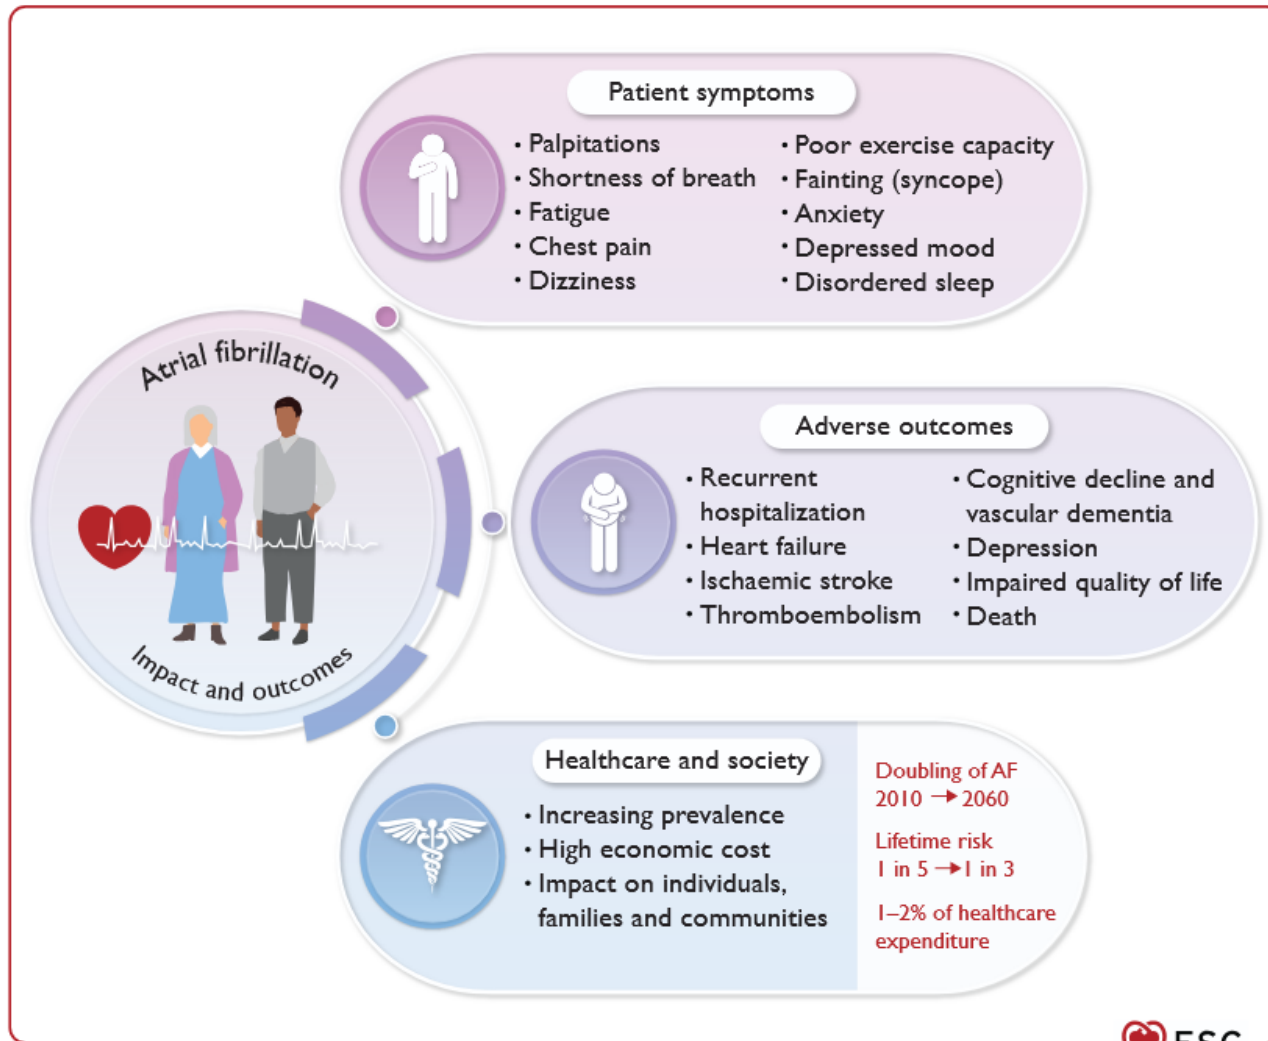 Patient symptoms
• Palpitations
• Shortness of breath
• Fatigue
• Chest pain
• Dizziness
• Poor exercise capacity
• Fainting (syncope)
• Anxiety
• Depressed mood
• Disordered sleep
Atrial fibrillation
Impact and outcomes
Adverse outcomes
• Recurrent
hospitalization
• Heart failure
• Ischaemic stroke
• Thromboembolism
• Cognitive decline and
vascular dementia
• Depression
• Impaired quality of life
• Death
Healthcare and society
• Increasing prevalence
• High economic cost
• Impact on individuals,
families and communities
Doubling of AF
2010 → 2060
Lifetime risk
1 in 5 → 1 in 3
1–2% of healthcare
expenditure
ESC